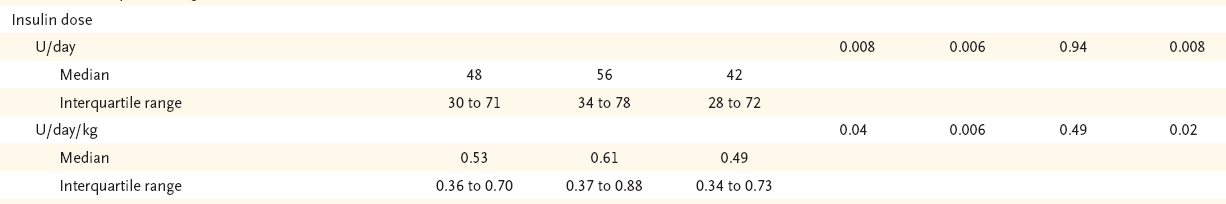 Insulin dose
U/day 0.008 0.006 0.94 0.008
Median 48 56 42
Interquartile range 30 to 71 34 to 78 28 to 72
U/day/kg 0.04 0.006 0.49 0.02
Median 0.53 0.61 0.49
Interquartile range 0.36 to 0.70 0.37 to 0.88 0.34 to 0.73